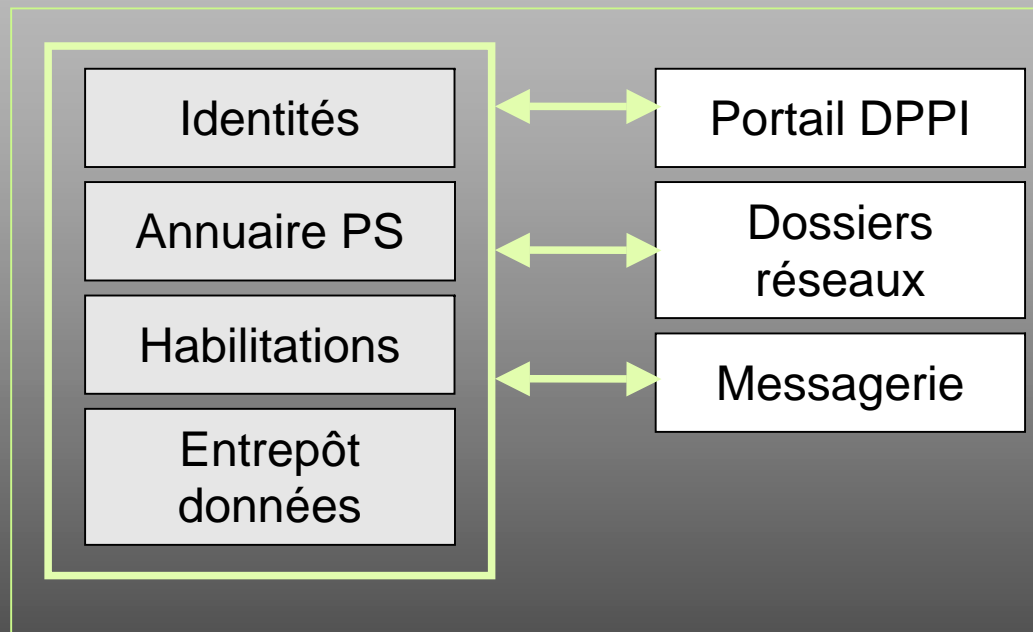 Identités
Annuaire PS
Habilitations
Entrepôt
données
Portail DPPI
Dossiers
réseaux
Messagerie